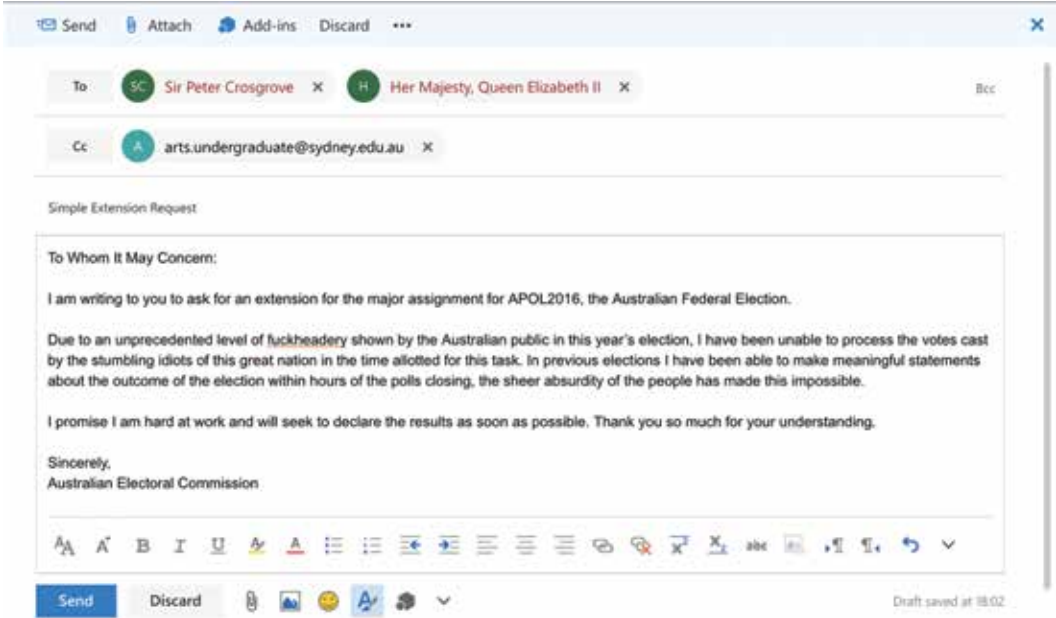 Send Attach Add-ins Discard •••
To SC Sir Peter Crosgrove × H Her Majesty, Queen Elizabeth II × Bcc
Cc A arts.undergraduate@sydney.edu.au ×
Simple Extension Request
To Whom It May Concern:
I am writing to you to ask for an extension for the major assignment for APOL2016, the Australian Federal Election.
Due to an unprecedented level of fuckheadery shown by the Australian public in this year's election, I have been unable to process the votes cast
by the stumbling idiots of this great nation in the time allotted for this task. In previous elections I have been able to make meaningful statements
about the outcome of the election within hours of the polls closing, the sheer absurdity of the people has made this impossible.
I promise I am hard at work and will seek to declare the results as soon as possible. Thank you so much for your understanding.
Sincerely,
Australian Electoral Commission
AA A B I U A A x² x₂ abc
Send Discard Draft saved at 18:02